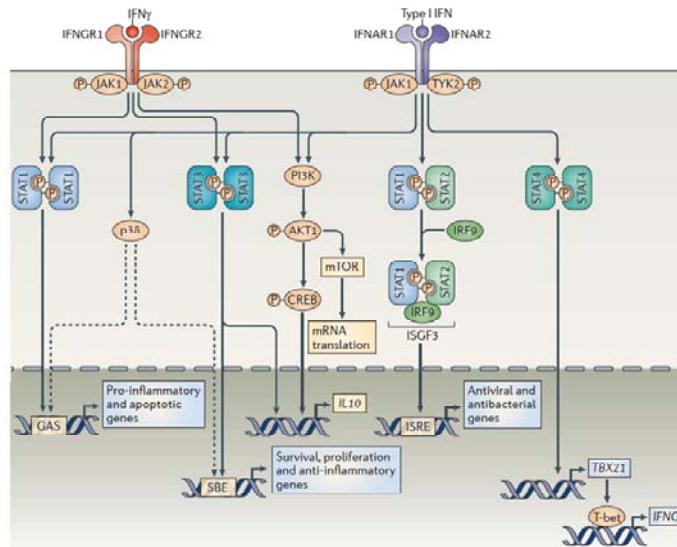 IFNγ
IFNGR1
IFNGR2
Type I IFN
IFNAR1
IFNAR2
P
JAK1
JAK2
P
P
JAK1
TYK2
P
STAT1
P
P
STAT1
STAT3
P
P
STAT3
PI3K
STAT1
P
P
STAT2
STAT4
P
P
STAT4
p38
P
AKT1
IRF9
mTOR
STAT1
P
P
STAT2
IRF9
P
CREB
mRNA
translation
ISGF3
Pro-inflammatory
and apoptotic
genes
GAS
IL10
Antiviral and
antibacterial
genes
ISRE
Survival, proliferation
and anti-inflammatory
genes
SBE
TBX21
T-bet
IFNG